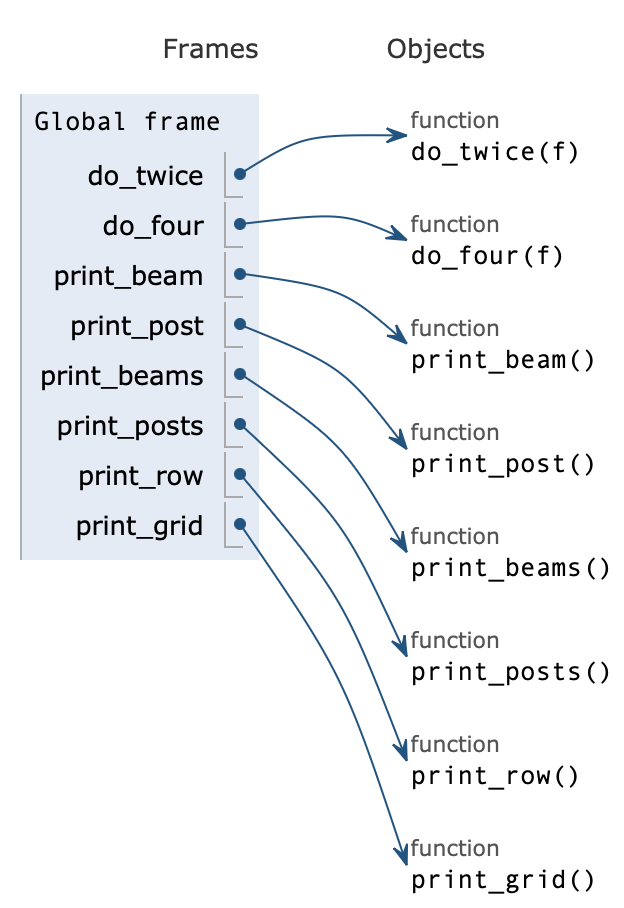 Frames
Objects
Global frame
do_twice
do_four
print_beam
print_post
print_beams
print_posts
print_row
print_grid
function
do_twice(f)
function
do_four(f)
function
print_beam()
function
print_post()
function
print_beams()
function
print_posts()
function
print_row()
function
print_grid()